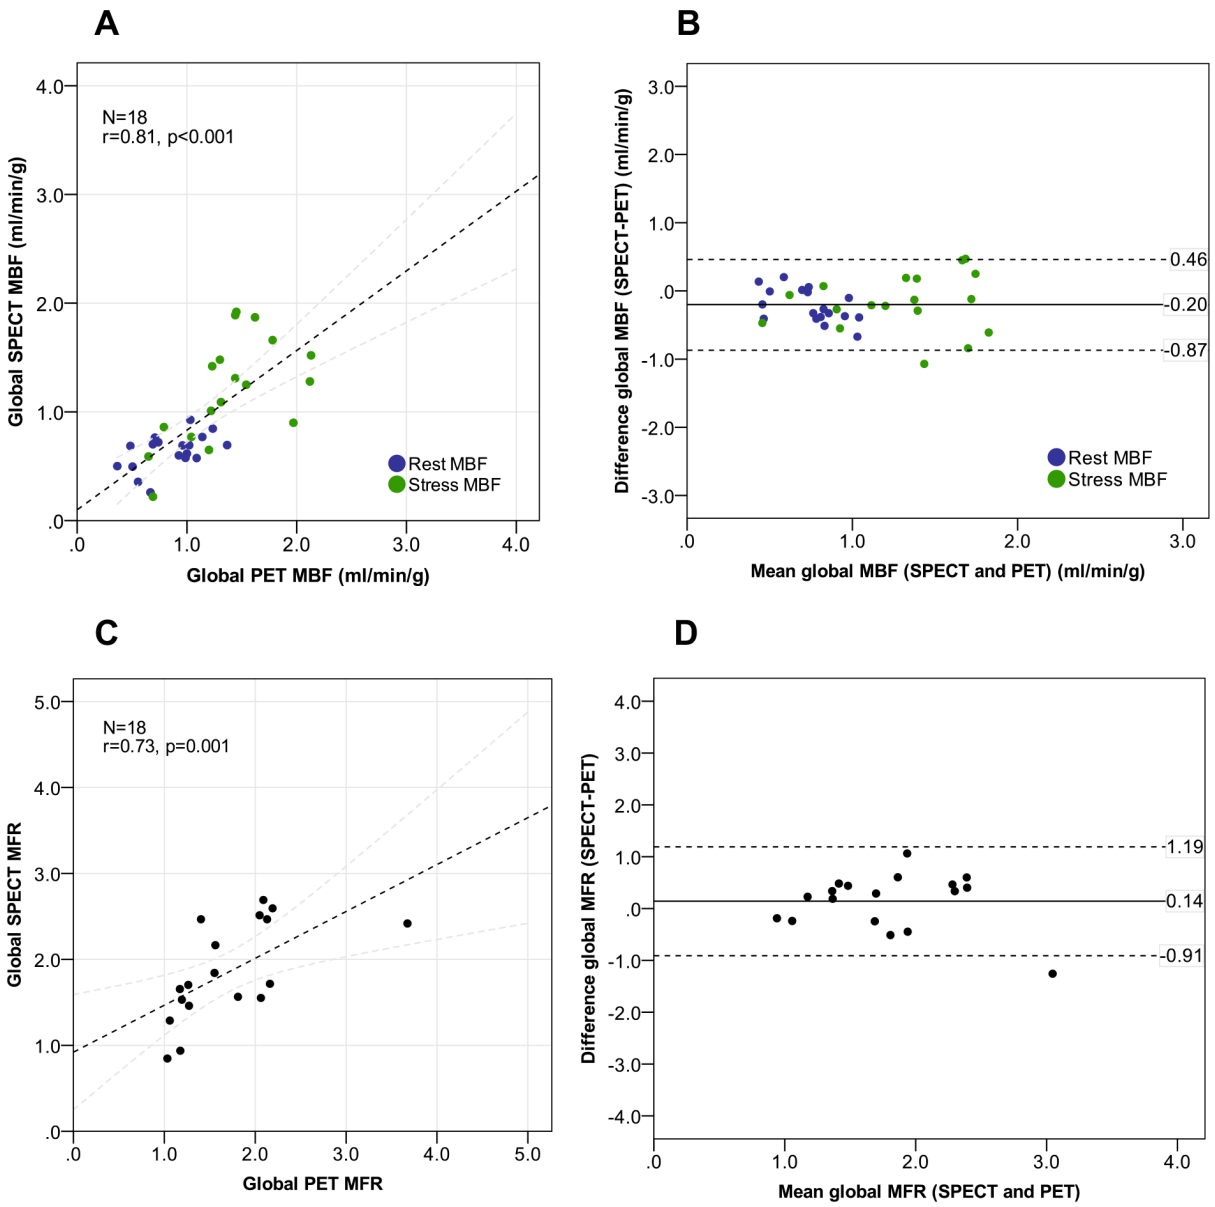 A
4.0
3.0
2.0
1.0
.0
Global SPECT MBF (ml/min/g)
N=18
r=0.81, p<0.001
Rest MBF
Stress MBF
.0 1.0 2.0 3.0 4.0
Global PET MBF (ml/min/g)
B
3.0
2.0
1.0
.0
-1.0
-2.0
-3.0
Difference global MBF (SPECT-PET) (ml/min/g)
0.46
-0.20
-0.87
Rest MBF
Stress MBF
.0 1.0 2.0 3.0
Mean global MBF (SPECT and PET) (ml/min/g)
C
5.0
4.0
3.0
2.0
1.0
.0
Global SPECT MFR
N=18
r=0.73, p=0.001
.0 1.0 2.0 3.0 4.0 5.0
Global PET MFR
D
4.0
3.0
2.0
1.0
.0
-1.0
-2.0
-3.0
-4.0
Difference global MFR (SPECT-PET)
1.19
0.14
-0.91
.0 1.0 2.0 3.0 4.0
Mean global MFR (SPECT and PET)